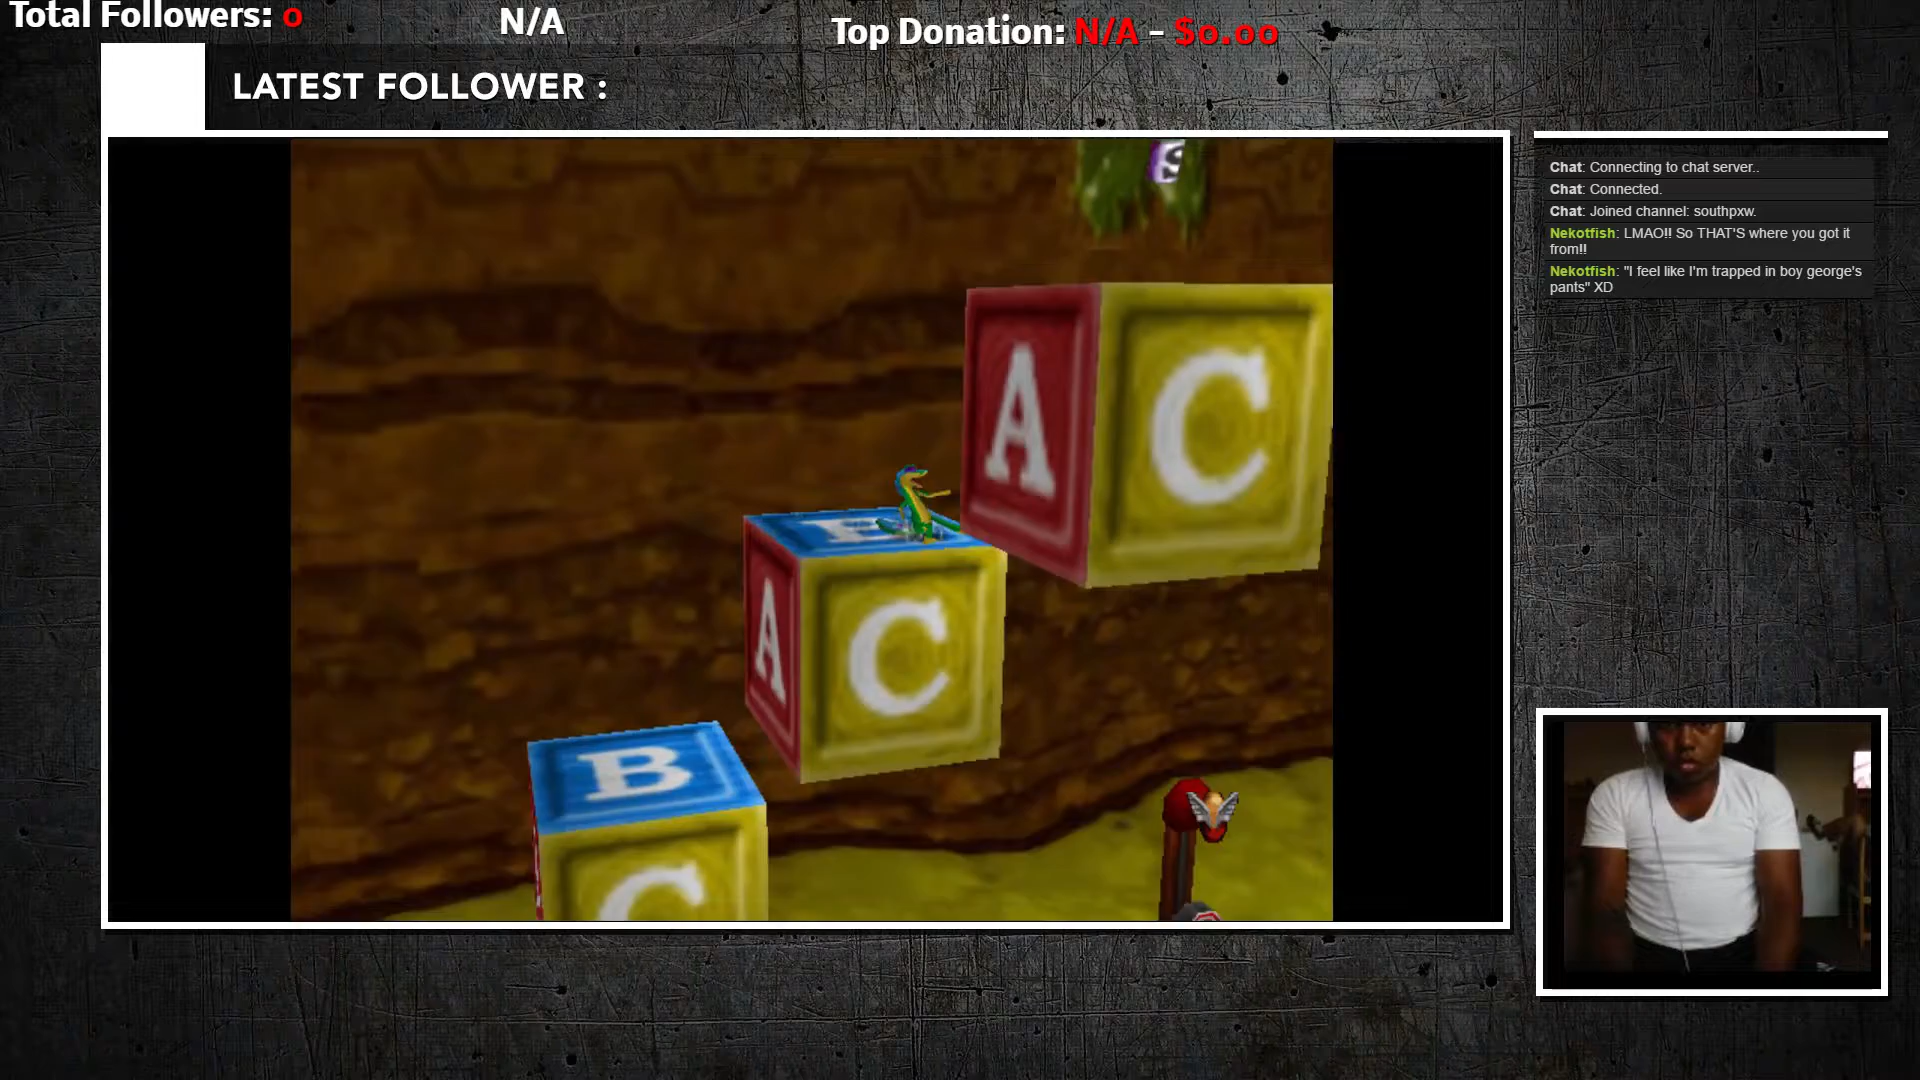 Total Followers: 0
N/A
Top Donation: N/A - $0.00
LATEST FOLLOWER :
Chat: Connecting to chat server..
Chat: Connected.
Chat: Joined channel: southpxw.
Nekotfish: LMAO!! So THAT'S where you got it
from!!
Nekotfish: "I feel like I'm trapped in boy george's
pants" XD
S
A C
A C
B
C